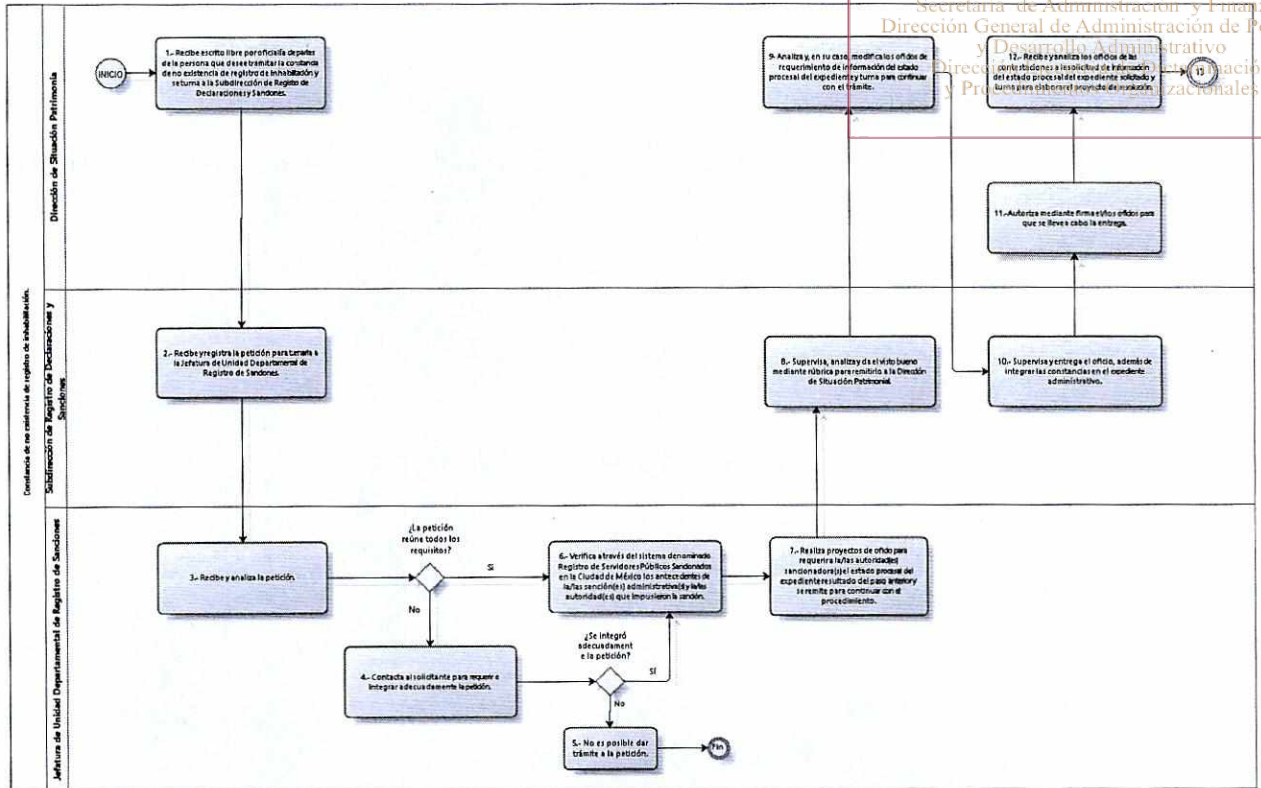 Secretaría de Administración y Finanz
Dirección General de Administración de Pe
y Desarrollo Administrativo
Direcc
mació
y Proc
anizacionales
Constancia de no existencia de registro de inhabilitación.
Dirección de Situación Patrimonia
INICIO
1.- Recibe escrito libre por oficialía de partes
de la persona que desee tramitar la constancia
de no existencia de registro de inhabilitación y
se turna a la Subdirección de Registro de
Declaraciones y Sanciones.
9- Analiza y, en su caso, modifica los oficios de
requerimiento de información del estado
procesal del expediente y turna para continuar
con el trámite.
12.- Recibe y analiza los oficios de las
contestaciones a la solicitud de información
del estado procesal del expediente solicitado y
turna para elaborar el proyecto de resolución.
13
11.-Autoriza mediante firma el/los oficios para
que se lleve a cabo la entrega.
Subdirección de Registro de Declaraciones y
Sanciones
2.- Recibe y registra la petición para turnarla a
la Jefatura de Unidad Departamental de
Registro de Sanciones.
8.- Supervisa, analiza y da el visto bueno
mediante rúbrica para remitirlo a la Dirección
de Situación Patrimonial.
10.- Supervisa y entrega el oficio, además de
integrar las constancias en el expediente
administrativo.
Jefatura de Unidad Departamental de Registro de Sanciones
3.- Recibe y analiza la petición.
¿La petición
reúne todos los
requisitos?
Si
No
6.- Verifica a través del sistema denominado
Registro de Servidores Públicos Sancionados
en la Ciudad de México los antecedentes de
la/las sanción(es) administrativa(s) y la/las
autoridad(es) que impusieron la sanción.
7.- Realiza proyectos de oficio para
requerir a la/las autoridad(es)
sancionadora(s) el estado procesal del
expediente resultado del paso anterior y
se remite para continuar con el
procedimiento.
4.- Contacta al solicitante para requerir e
integrar adecuadamente la petición.
¿Se integró
adecuadament
e la petición?
Sí
No
5.- No es posible dar
trámite a la petición.
Fin